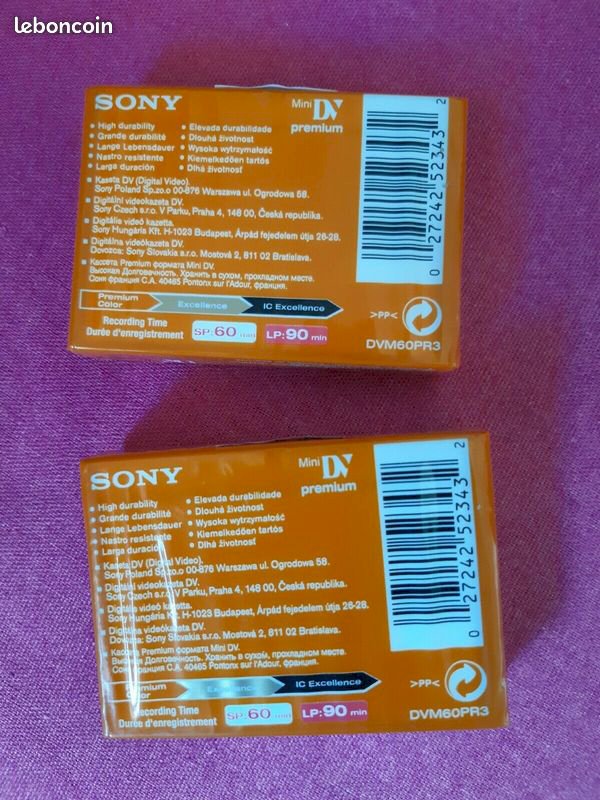 leboncoin
SONY
Mini DV
premium
High durability
Grande durabilité
Lange Lebensdauer
Nastro resistente
Larga duración
Elevada durabilidade
Dlouhá životnost
Wysoka wytrzymałość
Kiemelkedően tartós
Dlhá životnosť
Kaseta DV (Digital Video).
Sony Poland Sp.zo.o 00-876 Warszawa ul. Ogrodowa 58.
Digitální videokazeta DV.
Sony Czech s.r.o. V Parku, Praha 4, 148 00, Česká republika.
Digitális videó kazetta.
Sony Hungária Kft. H-1023 Budapest, Árpád fejedelem útja 26-28.
Digitálna videokazéta DV.
Dovozca: Sony Slovakia s.r.o. Mostová 2, 811 02 Bratislava.
Кассета Premium формата Mini DV.
Высокая Долговечность. Хранить в сухом, прохладном месте.
Соня франция С.А. 40465 Pontonx sur l'Adour, франция.
Premium Color
Excellence
IC Excellence
Recording Time
Durée d'enregistrement
SP:60 min
LP:90 min
0 27242 52343 2
>PP<
DVM60PR3
SONY
Mini DV
premium
High durability
Grande durabilité
Lange Lebensdauer
Nastro resistente
Larga duración
Elevada durabilidade
Dlouhá životnost
Wysoka wytrzymałość
Kiemelkedően tartós
Dlhá životnosť
Kaseta DV (Digital Video).
Sony Poland Sp.zo.o 00-876 Warszawa ul. Ogrodowa 58.
Digitální videokazeta DV.
Sony Czech s.r.o. V Parku, Praha 4, 148 00, Česká republika.
Digitális videó kazetta.
Sony Hungária Kft. H-1023 Budapest, Árpád fejedelem útja 26-28.
Digitálna videókazeta DV.
Dovozca: Sony Slovakia s.r.o. Mostová 2, 811 02 Bratislava.
Кассета Premium формата Mini DV.
Высокая Долговечность. Хранить в сухом, прохладном месте.
Соня франция С.А. 40465 Pontonx sur l'Adour, франция.
Premium Color
Excellence
IC Excellence
Recording Time
Durée d'enregistrement
SP:60 min
LP:90 min
0 27242 52343 2
>PP<
DVM60PR3